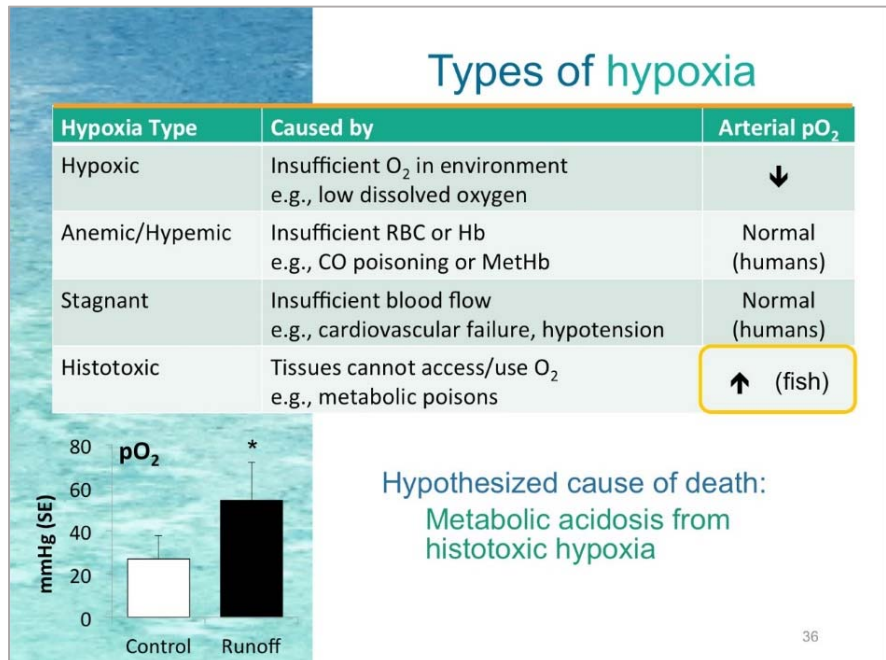 Types of hypoxia
Hypoxia Type Caused by Arterial pO₂
Hypoxic Insufficient O₂ in environment
e.g., low dissolved oxygen
🡓
Anemic/Hypemic Insufficient RBC or Hb
e.g., CO poisoning or MetHb
Normal
(humans)
Stagnant Insufficient blood flow
e.g., cardiovascular failure, hypotension
Normal
(humans)
Histotoxic Tissues cannot access/use O₂
e.g., metabolic poisons
🡑 (fish)
pO₂
*
mmHg (SE)
80
60
40
20
0
Control Runoff
Hypothesized cause of death:
Metabolic acidosis from
histotoxic hypoxia
36